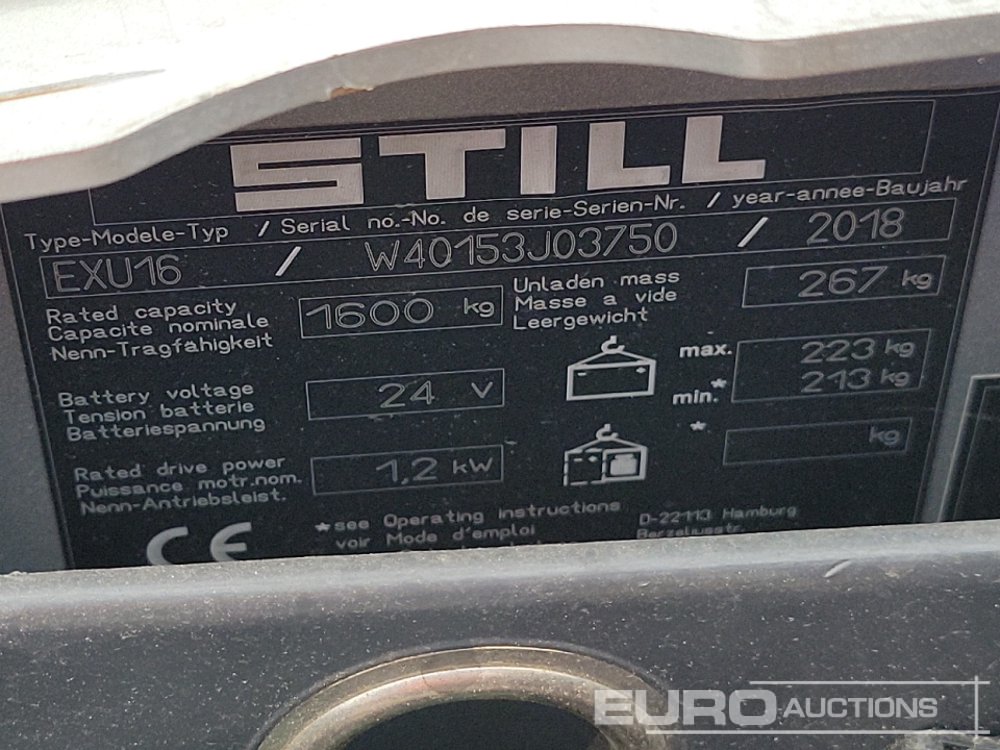 STILL
Type-Modele-Typ / Serial no.-No. de serie-Serien-Nr. / year-annee-Baujahr
EXU16 / W40153J03750 / 2018
Rated capacity
Capacite nominale
Nenn-Tragfähigkeit
1600 kg
Unladen mass
Masse a vide
Leergewicht
267 kg
Battery voltage
Tension batterie
Batteriespannung
24 V
max. 223 kg
min.* 213 kg
Rated drive power
Puissance motr.nom.
Nenn-Antriebsleist.
1,2 kW
* kg
CE
*see Operating instructions
voir Mode d'emploi
D-22113 Hamburg
Berzeliusstr.
EURO AUCTIONS